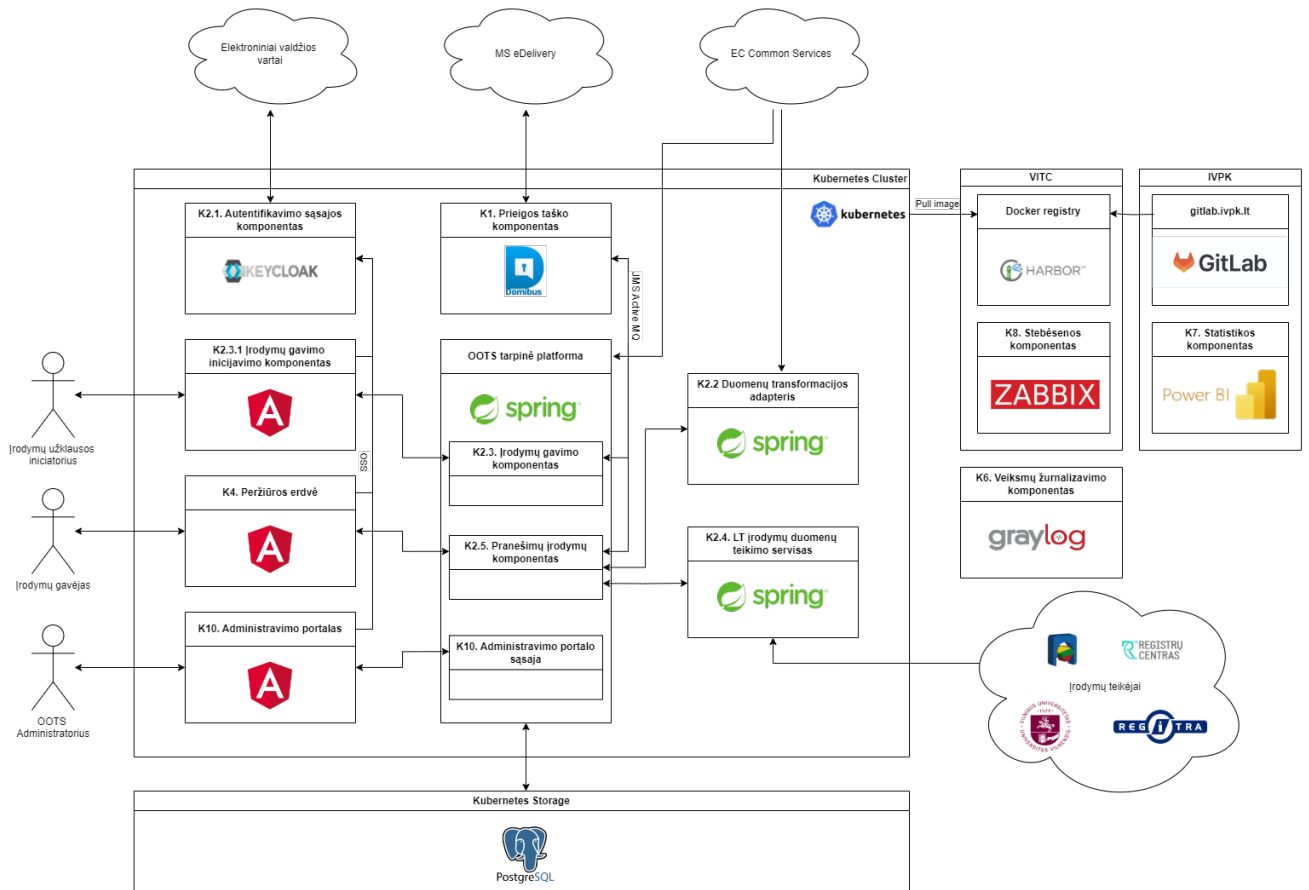 Elektroniniai valdžios
vartai
MS eDelivery
EC Common Services
Kubernetes Cluster
VITC
IVPK
K2.1. Autentifikavimo sąsajos
komponentas
KEYCLOAK
K1. Prieigos taško
komponentas
Domibus
kubernetes
Pull image
Docker registry
HARBOR™
gitlab.ivpk.lt
GitLab
JMS Active MQ
K2.3.1 Įrodymų gavimo
inicijavimo komponentas
OOTS tarpinė platforma
spring
K2.2 Duomenų transformacijos
adapteris
spring
K8. Stebėsenos
komponentas
ZABBIX
K7. Statistikos
komponentas
Power BI
Įrodymų užklausos
iniciatorius
K2.3. Įrodymų gavimo
komponentas
OSS
K4. Peržiūros erdvė
K6. Veiksmų žurnalizavimo
komponentas
graylog
Įrodymų gavėjas
K2.5. Pranešimų įrodymų
komponentas
K2.4. LT įrodymų duomenų
teikimo servisas
spring
K10. Administravimo portalas
K10. Administravimo portalo
sąsaja
OOTS
Administratorius
REGISTRŲ
CENTRAS
Įrodymų teikėjai
VILNIAUS UNIVERSITETAS
UNIVERSITAS VILNENSIS
REGITRA
Kubernetes Storage
PostgreSQL